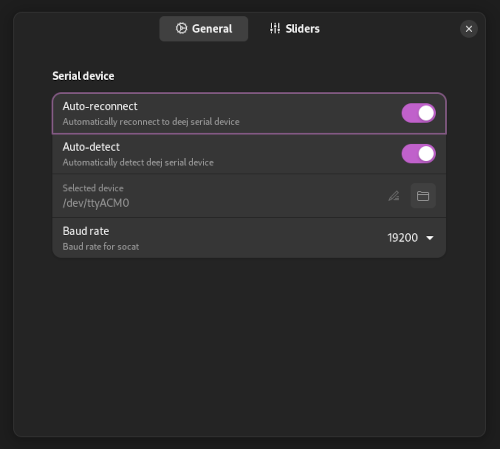 General
Sliders
Serial device
Auto-reconnect
Automatically reconnect to deej serial device
Auto-detect
Automatically detect deej serial device
Selected device
/dev/ttyACM0
Baud rate
Baud rate for socat
19200